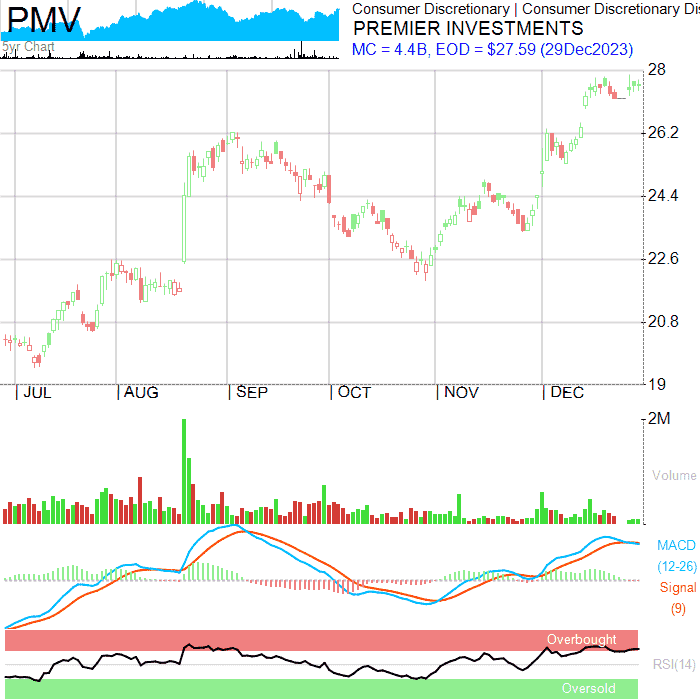 PMV
5yr Chart
Consumer Discretionary | Consumer Discretionary Dis
PREMIER INVESTMENTS
MC = 4.4B, EOD = $27.59 (29Dec2023)
28
26.2
24.4
22.6
20.8
19
| JUL | AUG | SEP | OCT | NOV | DEC
2M
Volume
MACD
(12-26)
Signal
(9)
Overbought
RSI(14)
Oversold